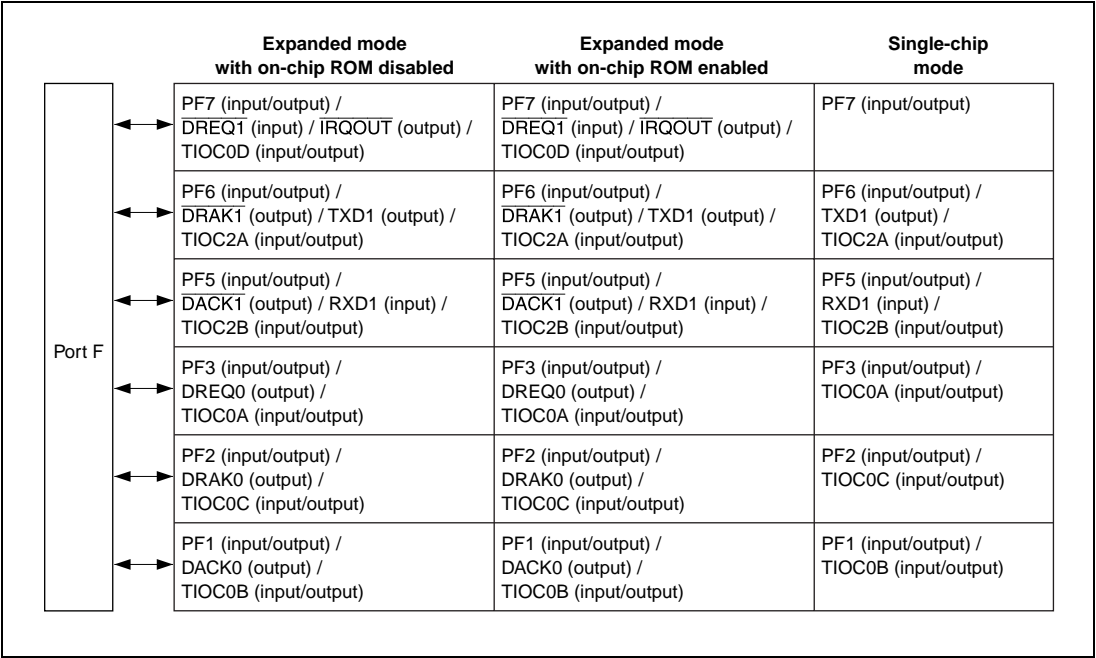 Expanded mode
with on-chip ROM disabled
Expanded mode
with on-chip ROM enabled
Single-chip
mode
Port F
PF7 (input/output) /
DREQ1 (input) / IRQOUT (output) /
TIOC0D (input/output)
PF7 (input/output) /
DREQ1 (input) / IRQOUT (output) /
TIOC0D (input/output)
PF7 (input/output)
PF6 (input/output) /
DRAK1 (output) / TXD1 (output) /
TIOC2A (input/output)
PF6 (input/output) /
DRAK1 (output) / TXD1 (output) /
TIOC2A (input/output)
PF6 (input/output) /
TXD1 (output) /
TIOC2A (input/output)
PF5 (input/output) /
DACK1 (output) / RXD1 (input) /
TIOC2B (input/output)
PF5 (input/output) /
DACK1 (output) / RXD1 (input) /
TIOC2B (input/output)
PF5 (input/output) /
RXD1 (input) /
TIOC2B (input/output)
PF3 (input/output) /
DREQ0 (output) /
TIOC0A (input/output)
PF3 (input/output) /
DREQ0 (output) /
TIOC0A (input/output)
PF3 (input/output) /
TIOC0A (input/output)
PF2 (input/output) /
DRAK0 (output) /
TIOC0C (input/output)
PF2 (input/output) /
DRAK0 (output) /
TIOC0C (input/output)
PF2 (input/output) /
TIOC0C (input/output)
PF1 (input/output) /
DACK0 (output) /
TIOC0B (input/output)
PF1 (input/output) /
DACK0 (output) /
TIOC0B (input/output)
PF1 (input/output) /
TIOC0B (input/output)